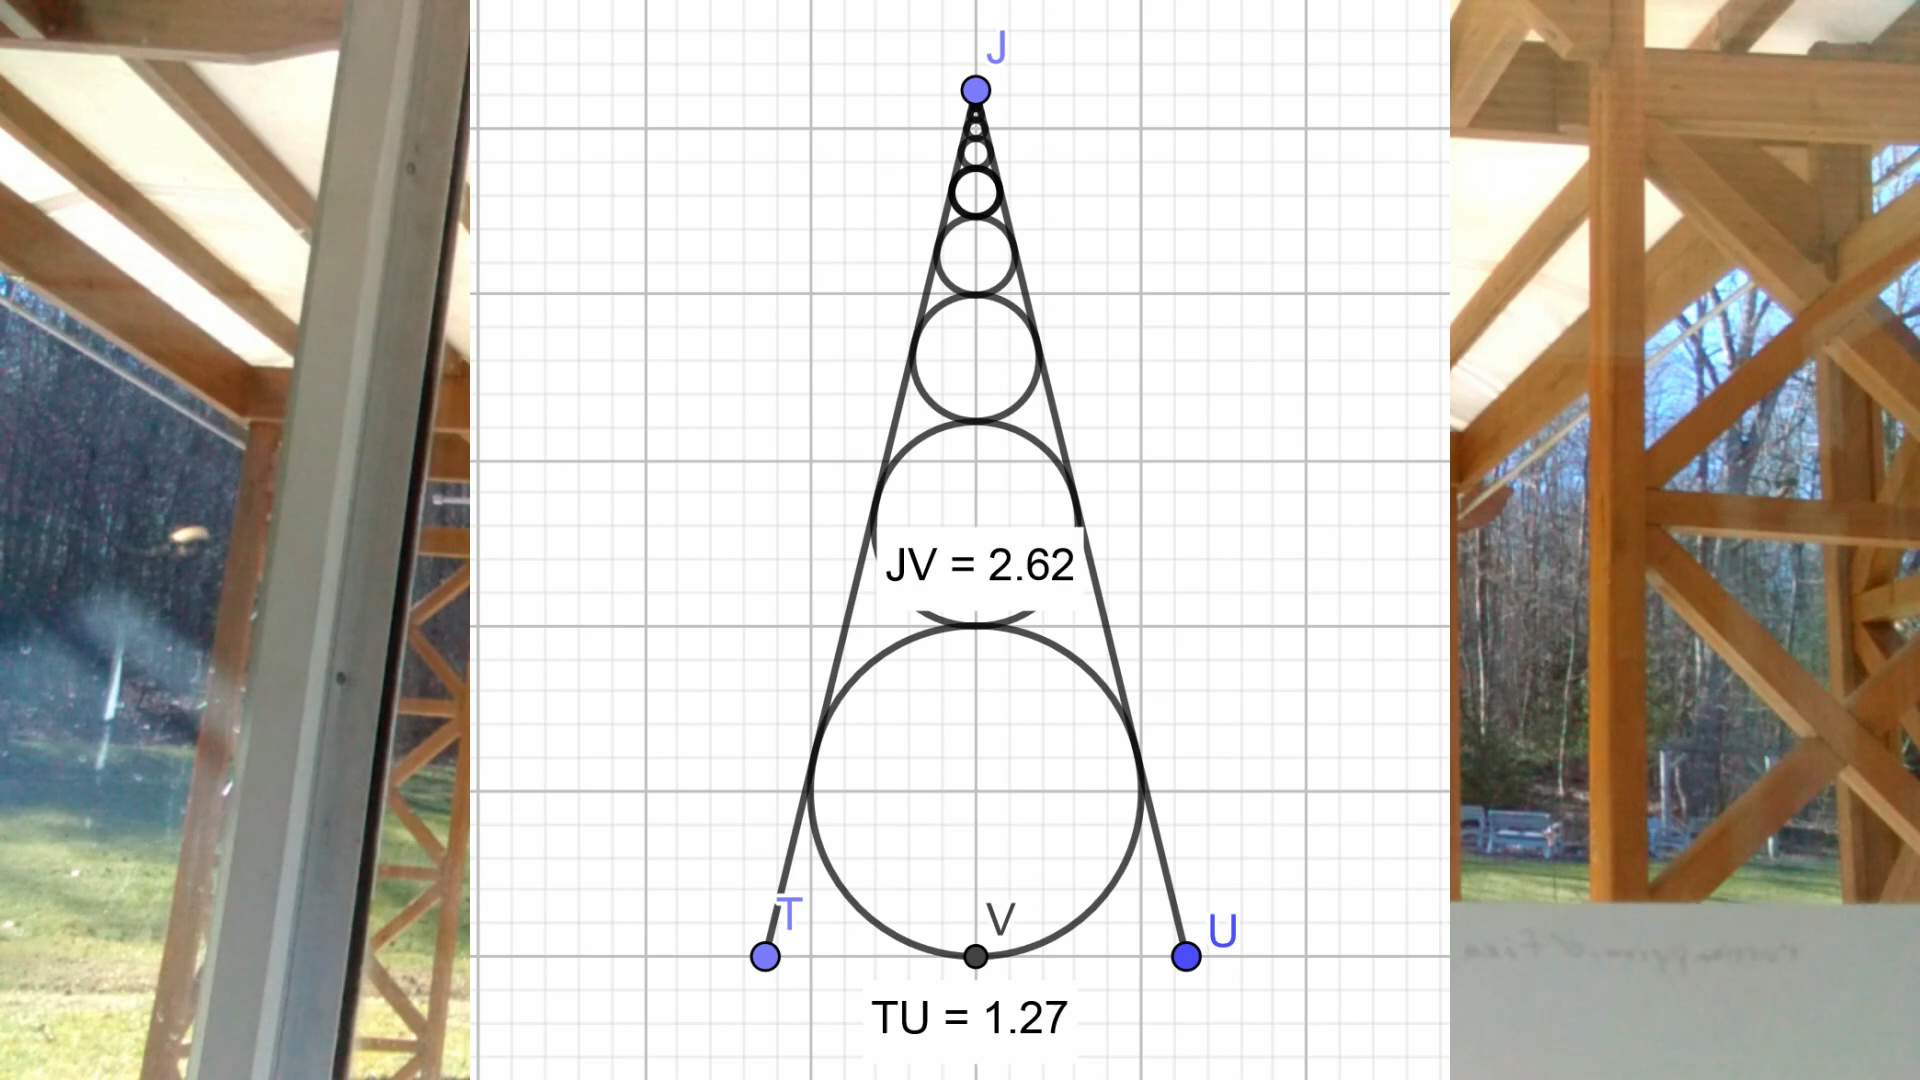 J
JV = 2.62
T
V
U
TU = 1.27